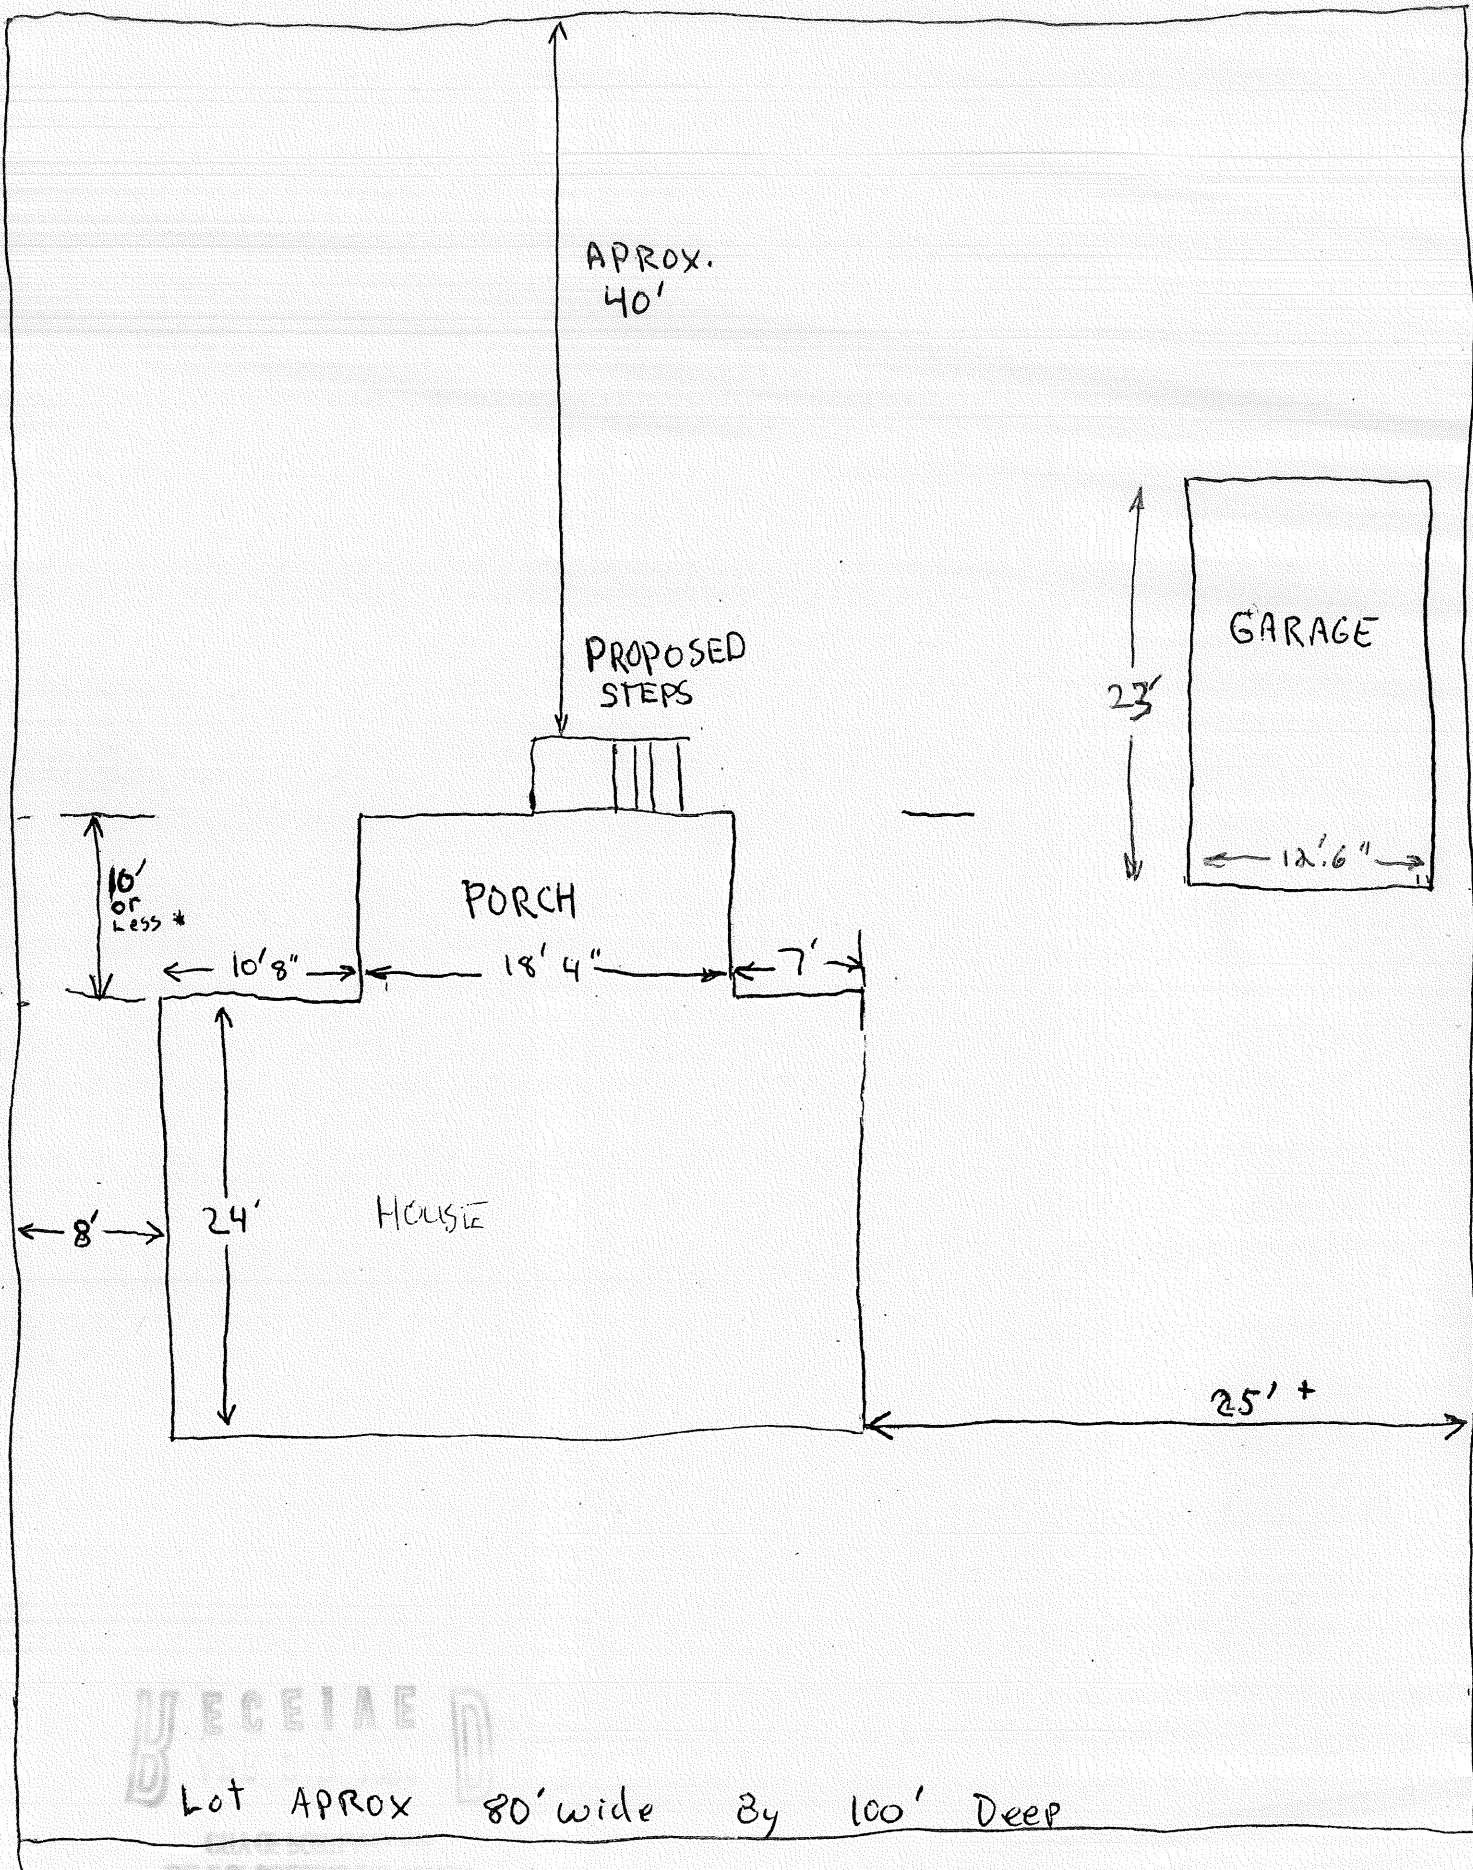 APROX.
40'
PROPOSED
STEPS
GARAGE
23'
12'.6"
10'
or
Less *
PORCH
10'8"
18' 4"
7'
24'
HOUSE
8'
25' +
RECEIVED
Lot APROX 80' wide By 100' Deep